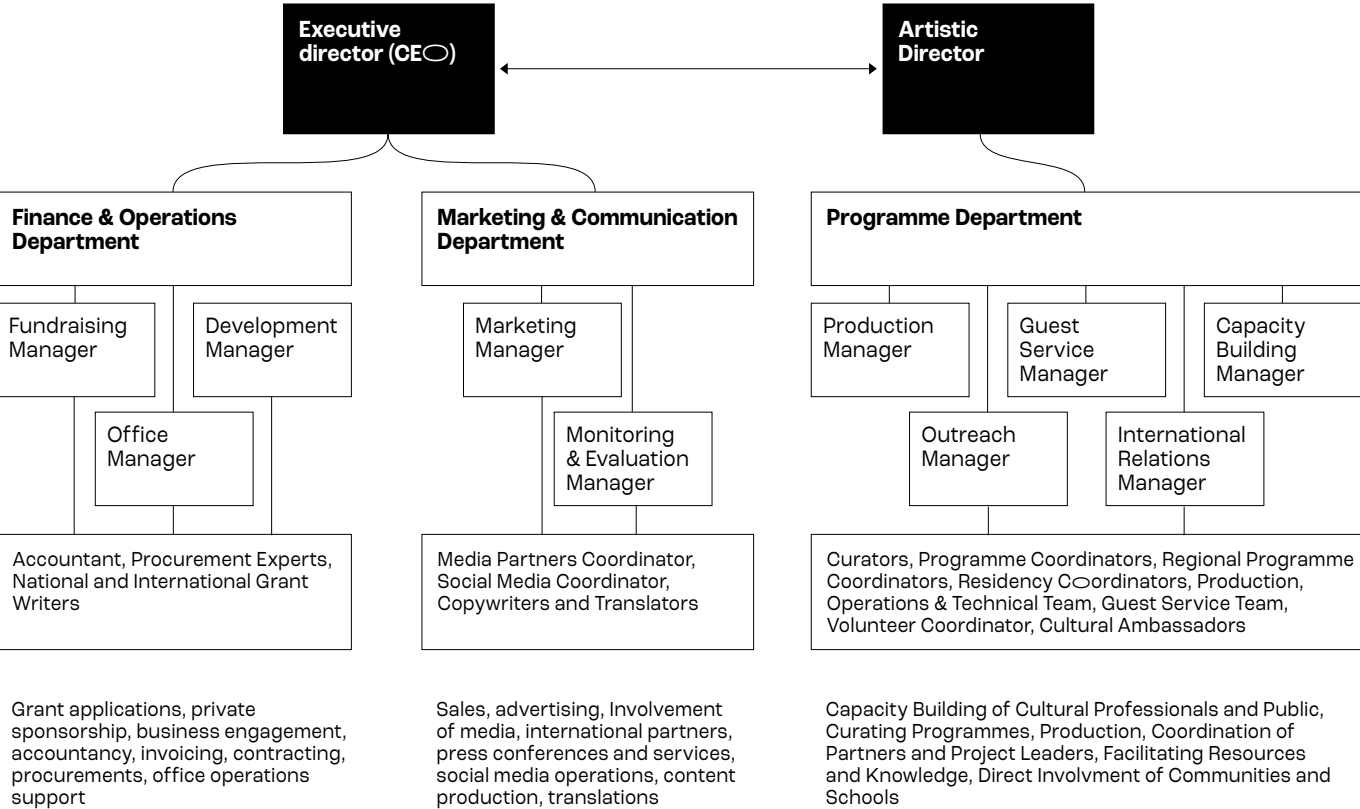 Executive
director (CEO)
Artistic
Director
Finance & Operations
Department
Marketing & Communication
Department
Programme Department
Fundraising
Manager
Development
Manager
Marketing
Manager
Production
Manager
Guest
Service
Manager
Capacity
Building
Manager
Office
Manager
Monitoring
& Evaluation
Manager
Outreach
Manager
International
Relations
Manager
Accountant, Procurement Experts,
National and International Grant
Writers
Media Partners Coordinator,
Social Media Coordinator,
Copywriters and Translators
Curators, Programme Coordinators, Regional Programme
Coordinators, Residency Coordinators, Production,
Operations & Technical Team, Guest Service Team,
Volunteer Coordinator, Cultural Ambassadors
Grant applications, private
sponsorship, business engagement,
accountancy, invoicing, contracting,
procurements, office operations
support
Sales, advertising, Involvement
of media, international partners,
press conferences and services,
social media operations, content
production, translations
Capacity Building of Cultural Professionals and Public,
Curating Programmes, Production, Coordination of
Partners and Project Leaders, Facilitating Resources
and Knowledge, Direct Involvment of Communities and
Schools